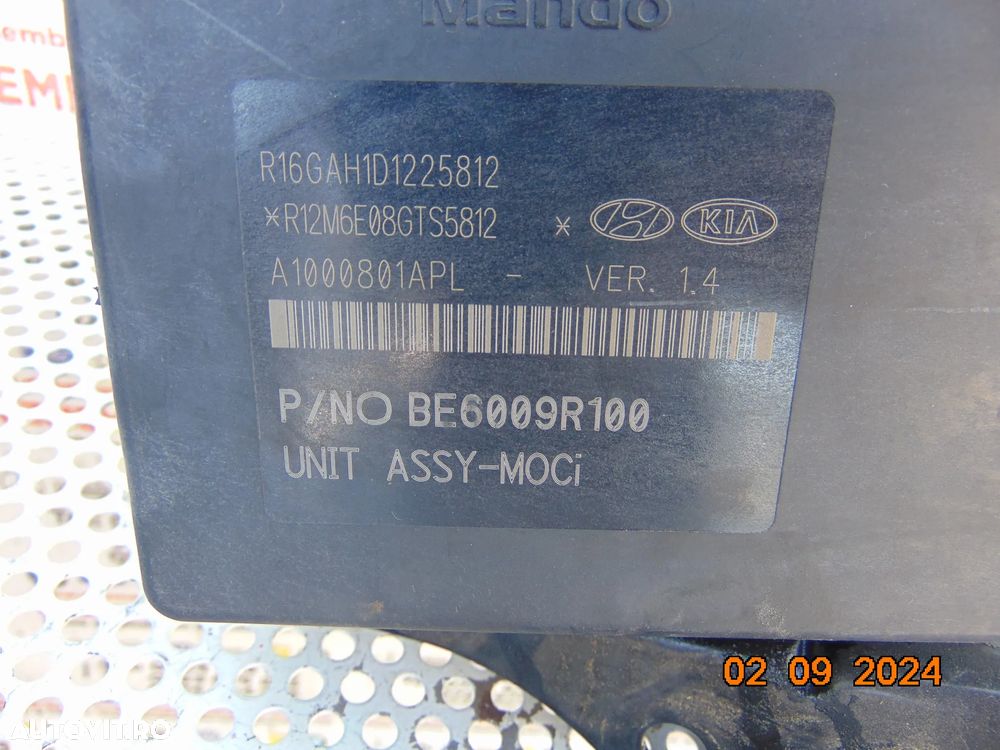 Mando
R16GAH1D1225812
*R12M6E08GTS5812 * KIA
A1000801APL - VER. 1.4
P/NO BE6009R100
UNIT ASSY-MOCi
02 09 2024
AUTOVIT.RO